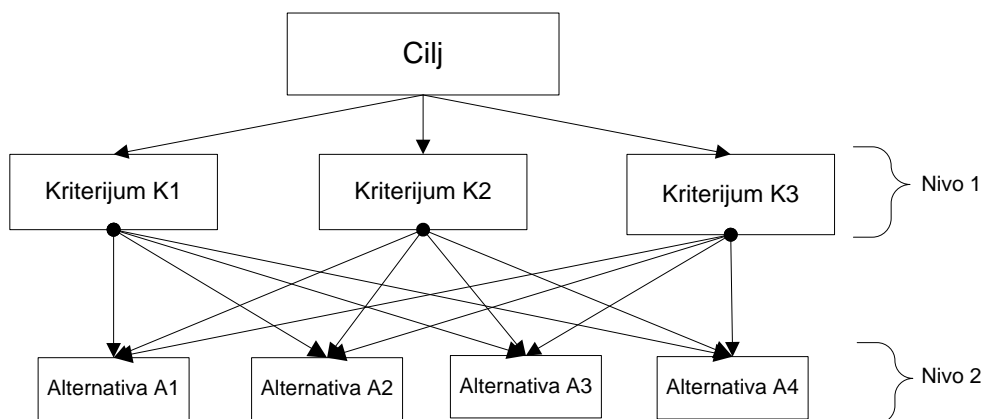 Cilj
Kriterijum K1
Kriterijum K2
Kriterijum K3
Nivo 1
Alternativa A1
Alternativa A2
Alternativa A3
Alternativa A4
Nivo 2